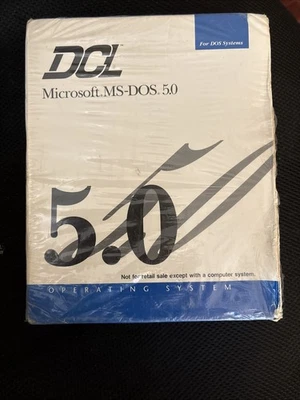 For DOS Systems
DCL
Microsoft® MS-DOS® 5.0
5.0
Not for retail sale except with a computer system.
OPERATING SYSTEM